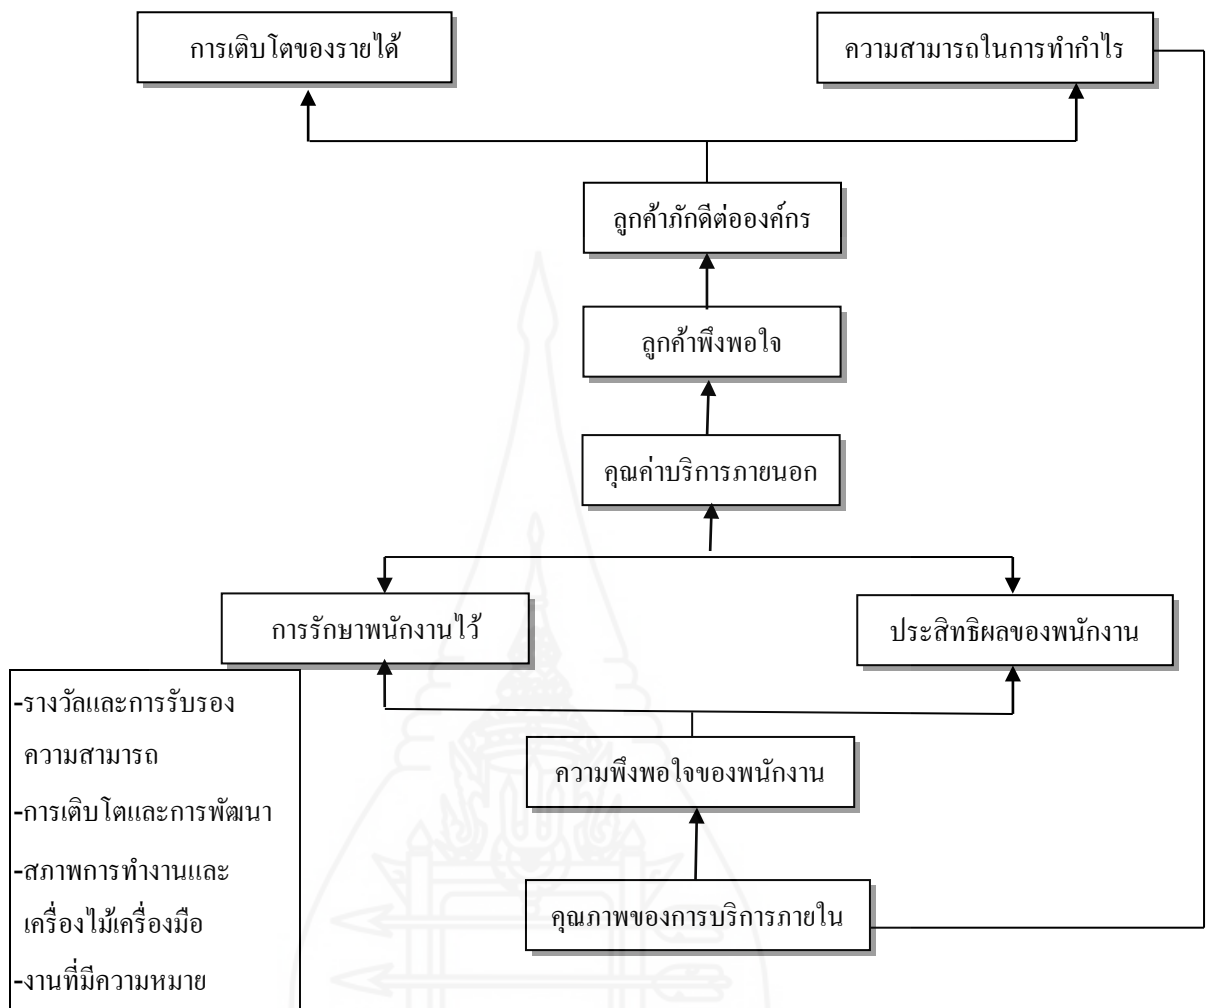 การเติบโตของรายได้
ความสามารถในการทำกำไร
ลูกค้าภักดีต่อองค์กร
ลูกค้าพึงพอใจ
คุณค่าบริการภายนอก
การรักษาพนักงานไว้
ประสิทธิผลของพนักงาน
-รางวัลและการรับรอง
ความสามารถ
-การเติบโตและการพัฒนา
-สภาพการทำงานและ
เครื่องไม้เครื่องมือ
-งานที่มีความหมาย
ความพึงพอใจของพนักงาน
คุณภาพของการบริการภายใน